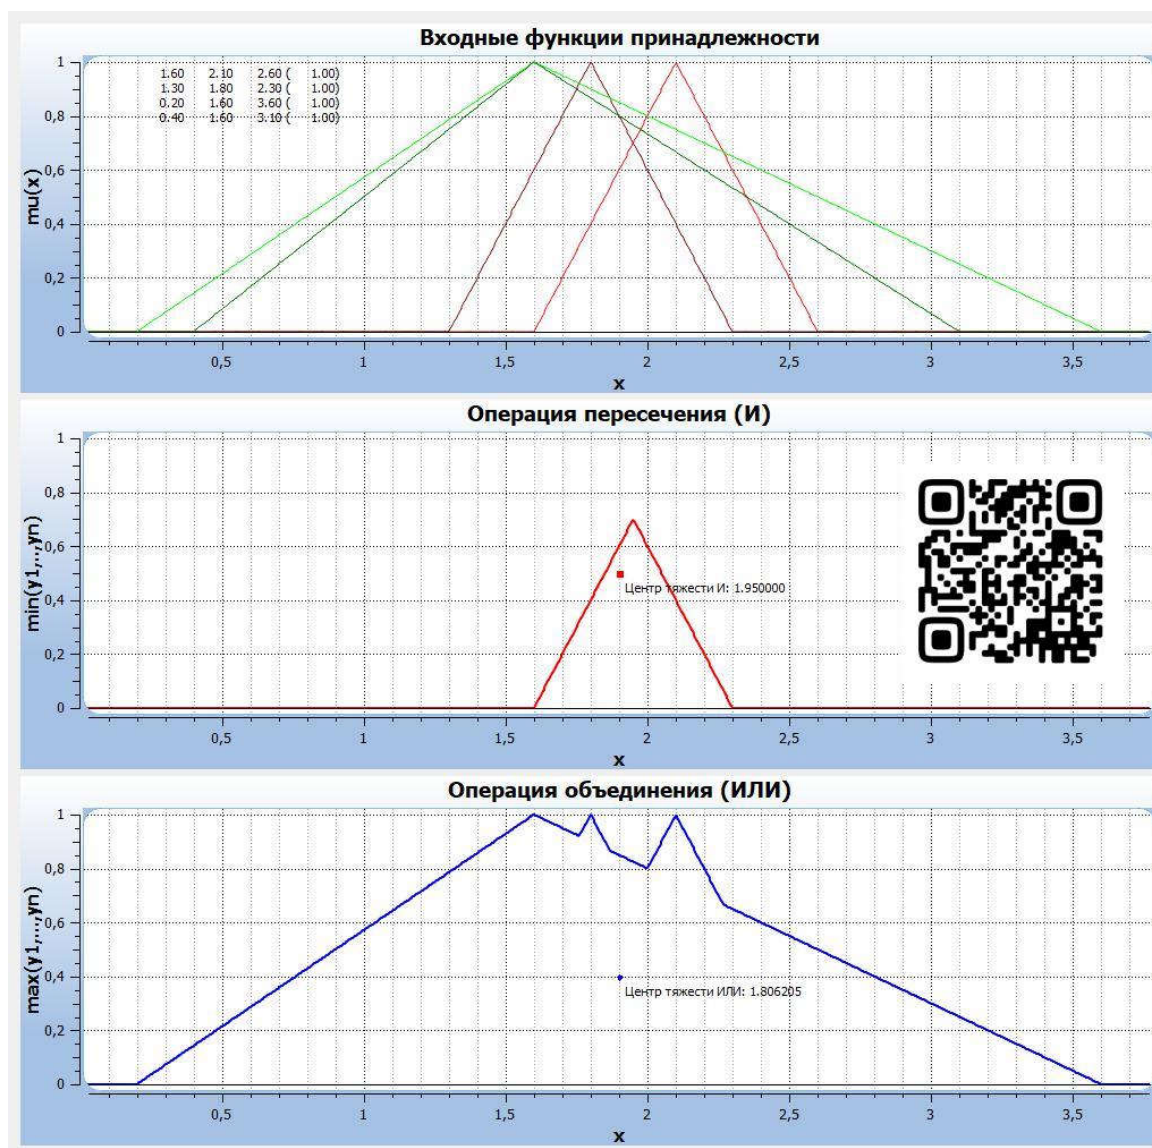 Входные функции принадлежности
1.60 2.10 2.60 ( 1.00)
1.30 1.80 2.30 ( 1.00)
0.20 1.60 3.60 ( 1.00)
0.40 1.60 3.10 ( 1.00)
mu(x)
1
0,8
0,6
0,4
0,2
0
0,5 1 1,5 2 2,5 3 3,5
x
Операция пересечения (И)
min(y1,..,yn)
1
0,8
0,6
0,4
0,2
0
Центр тяжести И: 1.950000
0,5 1 1,5 2 2,5 3 3,5
x
Операция объединения (ИЛИ)
max(y1,...,yn)
1
0,8
0,6
0,4
0,2
0
Центр тяжести ИЛИ: 1.806205
0,5 1 1,5 2 2,5 3 3,5
x